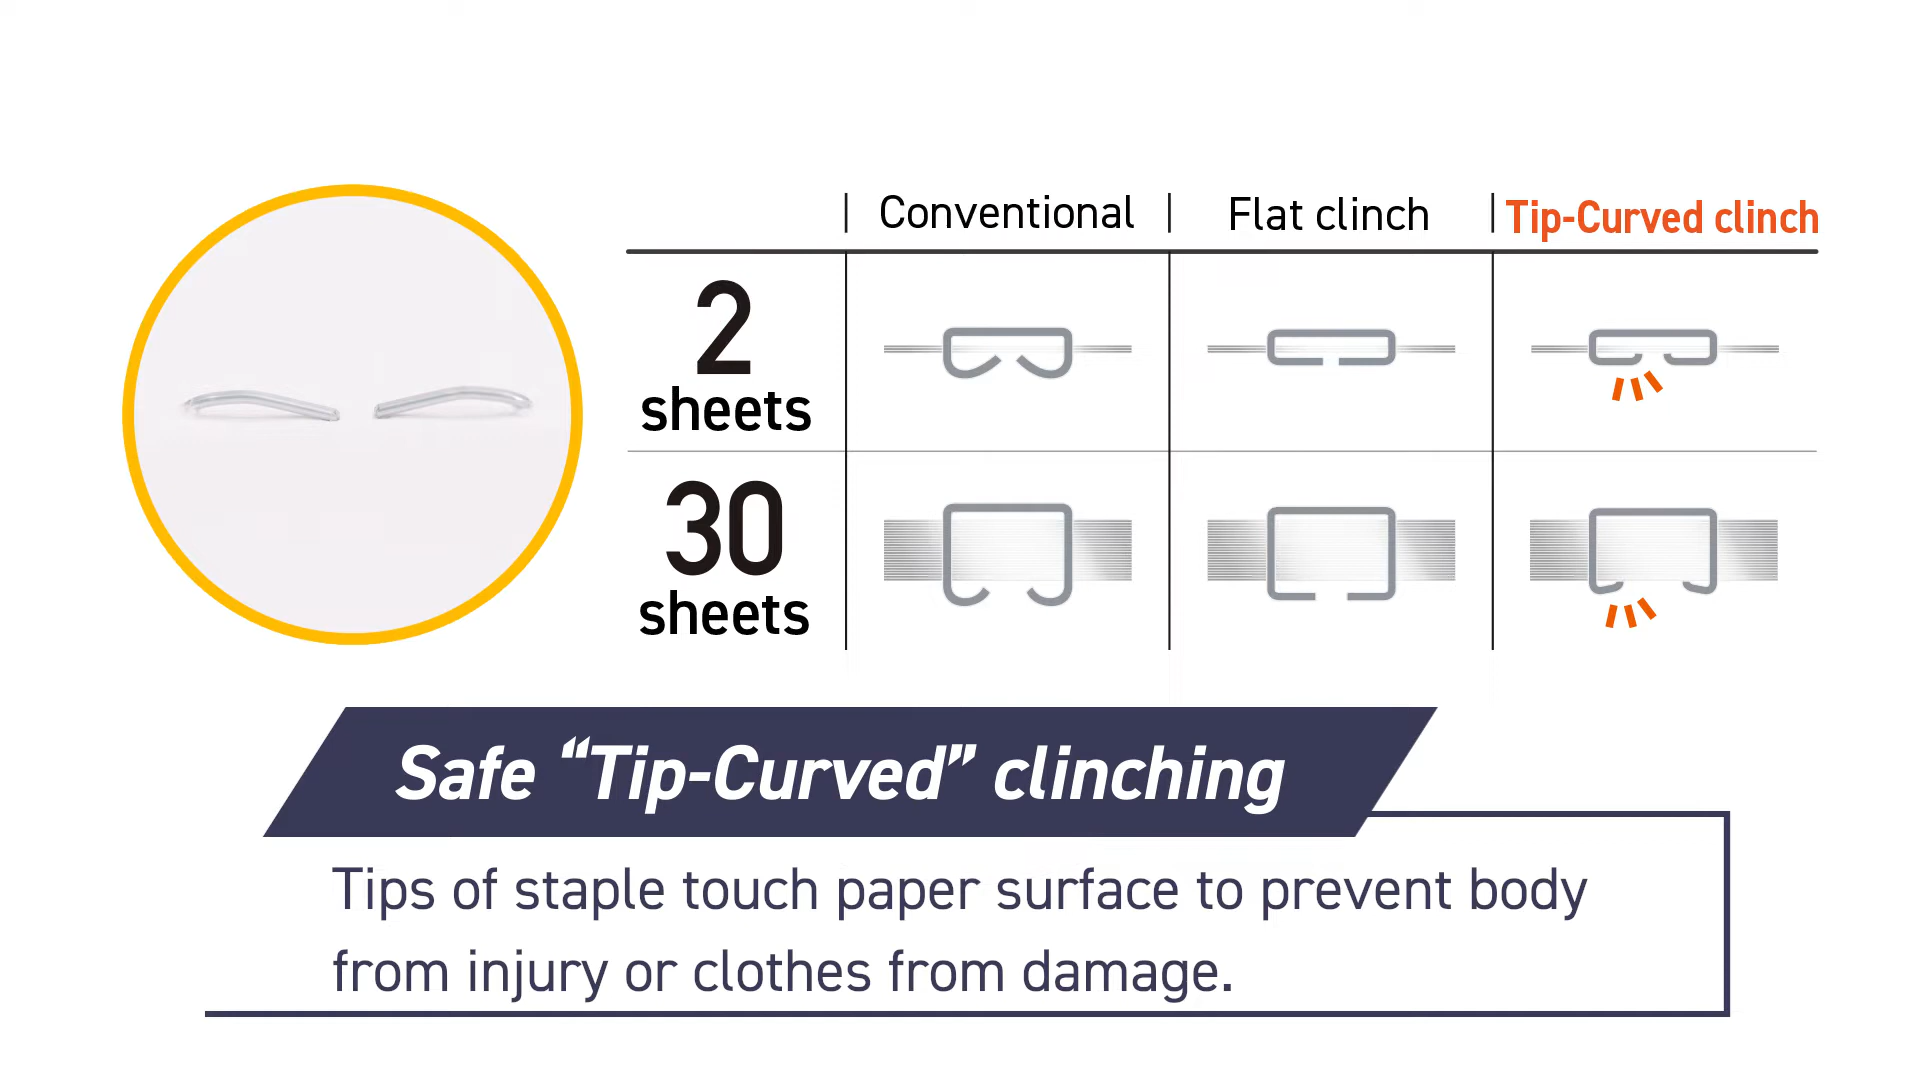 Conventional
Flat clinch
Tip-Curved clinch
2
sheets
30
sheets
Safe “Tip-Curved” clinching
Tips of staple touch paper surface to prevent body
from injury or clothes from damage.